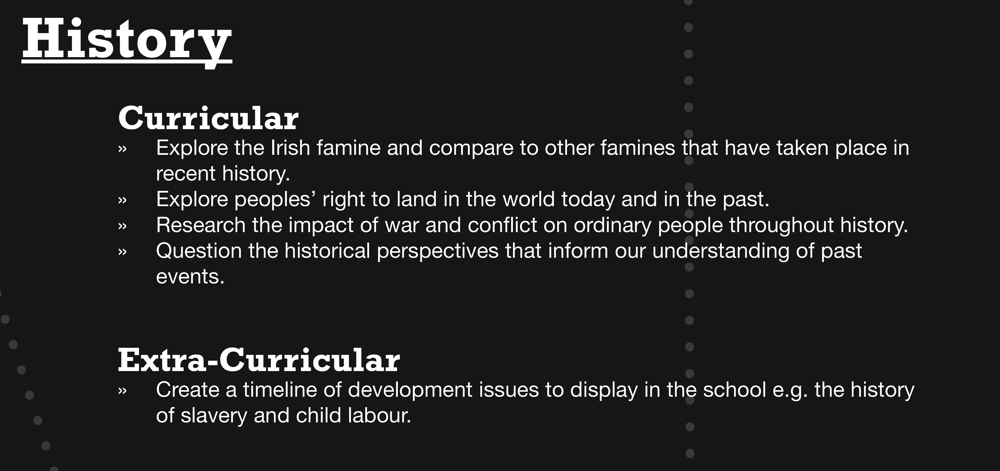 History
Curricular
» Explore the Irish famine and compare to other famines that have taken place in
recent history.
» Explore peoples’ right to land in the world today and in the past.
» Research the impact of war and conflict on ordinary people throughout history.
» Question the historical perspectives that inform our understanding of past
events.
Extra-Curricular
» Create a timeline of development issues to display in the school e.g. the history
of slavery and child labour.